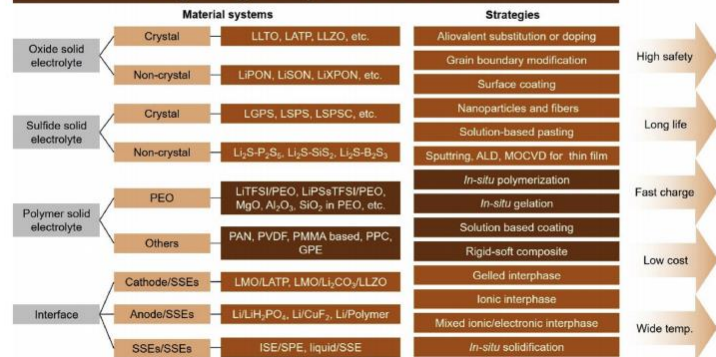 Material systems
Strategies
Oxide solid
electrolyte
Crystal
LLTO, LATP, LLZO, etc.
Non-crystal
LiPON, LiSON, LiXPON, etc.
Sulfide solid
electrolyte
Crystal
LGPS, LSPS, LSPSC, etc.
Non-crystal
Li₂S-P₂S₅, Li₂S-SiS₂, Li₂S-B₂S₃
Polymer solid
electrolyte
PEO
LiTFSI/PEO, LiPSsTFSI/PEO,
MgO, Al₂O₃, SiO₂ in PEO, etc.
Others
PAN, PVDF, PMMA based, PPC,
GPE
Interface
Cathode/SSEs
LMO/LATP, LMO/Li₂CO₃/LLZO
Anode/SSEs
Li/LiH₂PO₄, Li/CuF₂, Li/Polymer
SSEs/SSEs
ISE/SPE, liquid/SSE
Aliovalent substitution or doping
Grain boundary modification
Surface coating
Nanoparticles and fibers
Solution-based pasting
Sputtring, ALD, MOCVD for thin film
In-situ polymerization
In-situ gelation
Solution based coating
Rigid-soft composite
Gelled interphase
Ionic interphase
Mixed ionic/electronic interphase
In-situ solidification
High safety
Long life
Fast charge
Low cost
Wide temp.